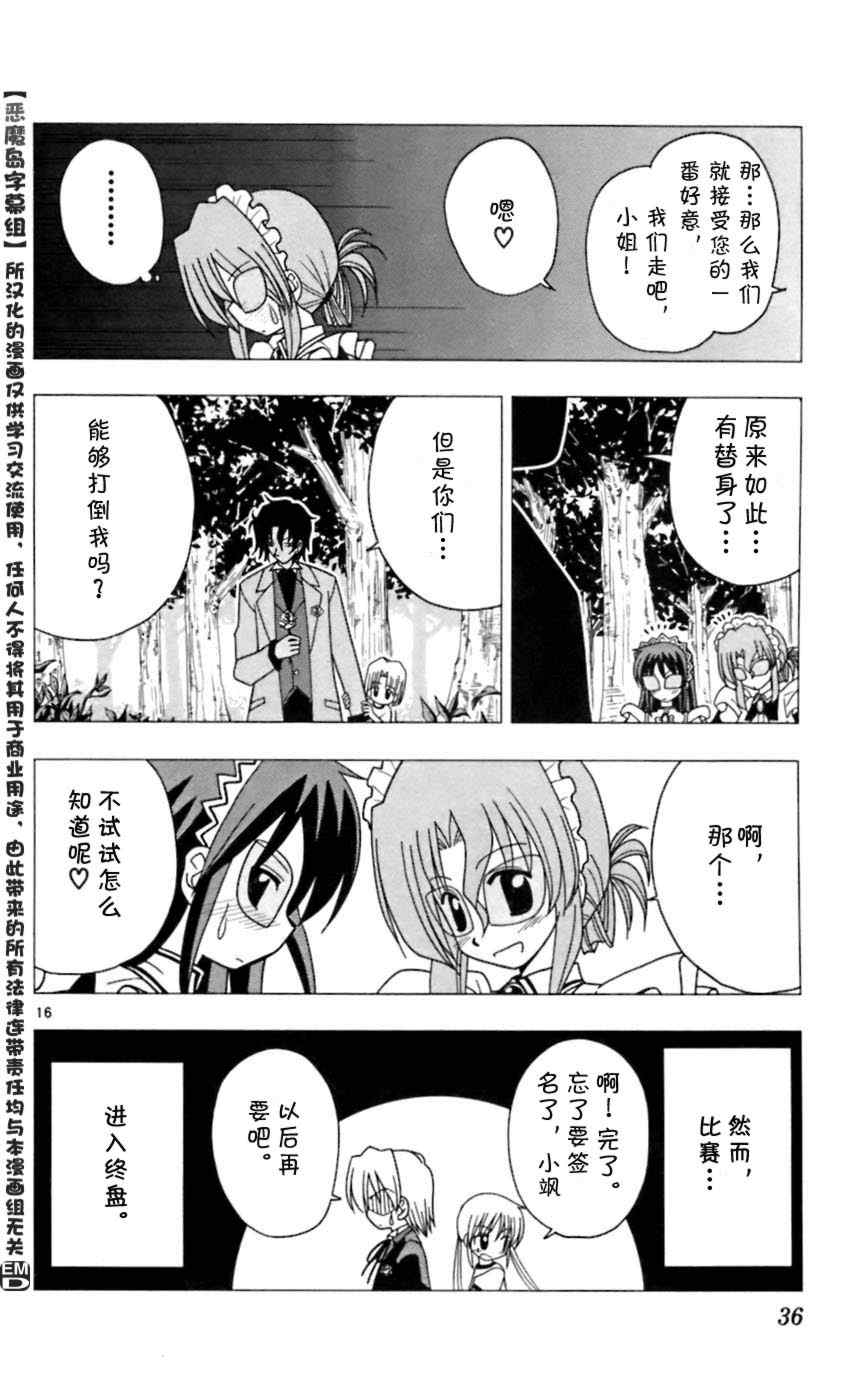 那…那么我们
就接受您的一
番好意，
我们走吧，
小姐！
嗯♡
………
原来如此…
有替身了…
但是你们…
能够打倒我吗？
啊，
那个…
不试试怎么
知道呢♡
16
然而，
比赛…
啊！完了。
忘了要签
名了，小飒
以后再
要吧。
进入终盘。
36
【恶魔岛字幕组】所汉化的漫画仅供学习交流使用，任何人不得将其用于商业用途，由此带来的所有法律连带责任均与本漫画组无关
EM
D